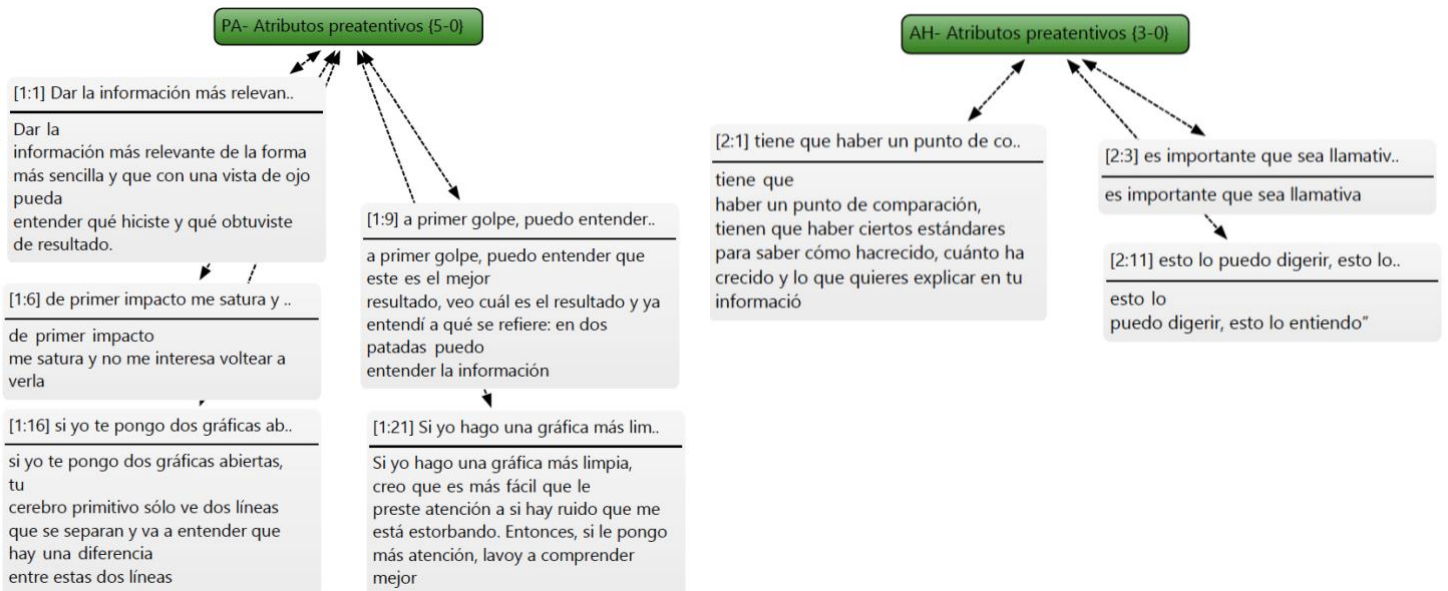 PA- Atributos preatentivos {5-0}
[1:1] Dar la información más relevan..
Dar la
información más relevante de la forma
más sencilla y que con una vista de ojo
pueda
entender qué hiciste y qué obtuviste
de resultado.
[1:6] de primer impacto me satura y ..
de primer impacto
me satura y no me interesa voltear a
verla
[1:16] si yo te pongo dos gráficas ab..
si yo te pongo dos gráficas abiertas,
tu
cerebro primitivo sólo ve dos líneas
que se separan y va a entender que
hay una diferencia
entre estas dos líneas
[1:9] a primer golpe, puedo entender..
a primer golpe, puedo entender que
este es el mejor
resultado, veo cuál es el resultado y ya
entendí a qué se refiere: en dos
patadas puedo
entender la información
[1:21] Si yo hago una gráfica más lim..
Si yo hago una gráfica más limpia,
creo que es más fácil que le
preste atención a si hay ruido que me
está estorbando. Entonces, si le pongo
más atención, lavoy a comprender
mejor
AH- Atributos preatentivos {3-0}
[2:1] tiene que haber un punto de co..
tiene que
haber un punto de comparación,
tienen que haber ciertos estándares
para saber cómo hacrecido, cuánto ha
crecido y lo que quieres explicar en tu
informació
[2:3] es importante que sea llamativ..
es importante que sea llamativa
[2:11] esto lo puedo digerir, esto lo..
esto lo
puedo digerir, esto lo entiendo”